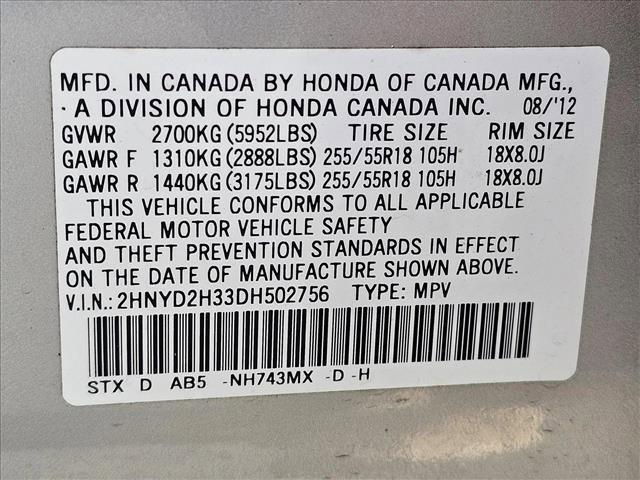 MFD. IN CANADA BY HONDA OF CANADA MFG.,
· A DIVISION OF HONDA CANADA INC. 08/'12
GVWR 2700KG (5952LBS) TIRE SIZE RIM SIZE
GAWR F 1310KG (2888LBS) 255/55R18 105H 18X8.0J
GAWR R 1440KG (3175LBS) 255/55R18 105H 18X8.0J
THIS VEHICLE CONFORMS TO ALL APPLICABLE
FEDERAL MOTOR VEHICLE SAFETY
AND THEFT PREVENTION STANDARDS IN EFFECT
ON THE DATE OF MANUFACTURE SHOWN ABOVE.
V.I.N.: 2HNYD2H33DH502756 TYPE: MPV
STX D AB5 -NH743MX -D -H